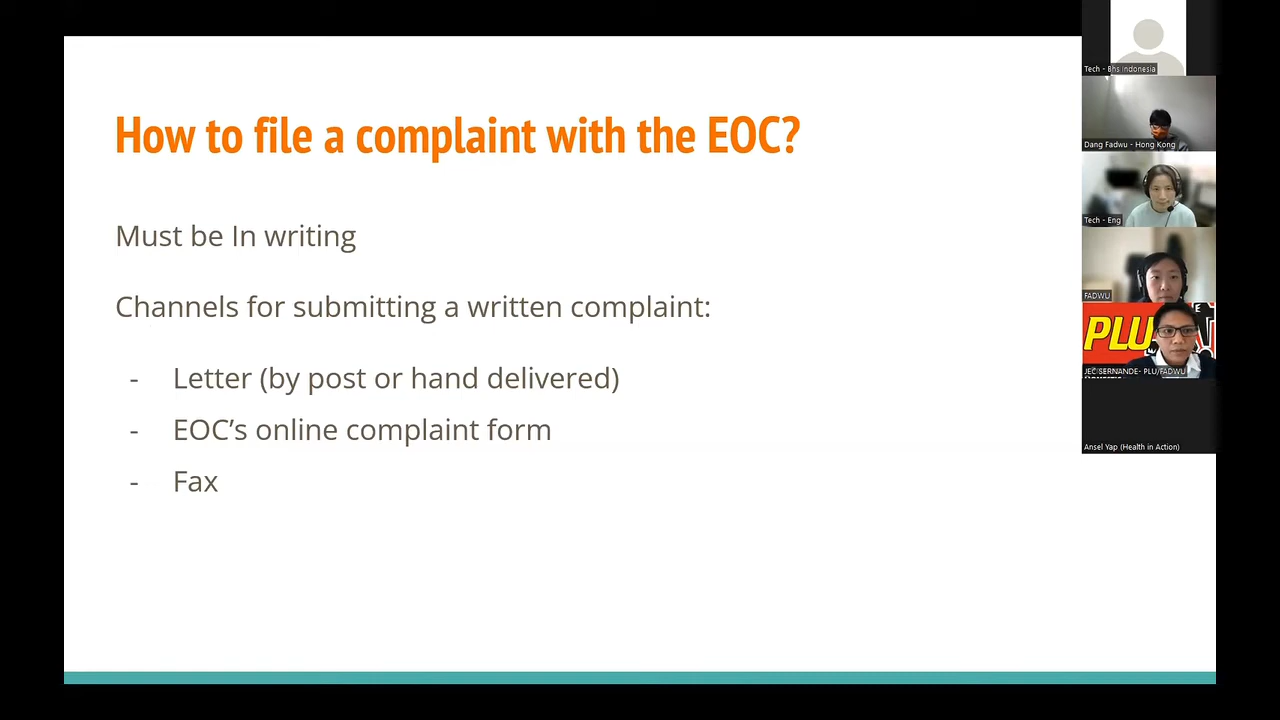 How to file a complaint with the EOC?
Must be In writing
Channels for submitting a written complaint:
- Letter (by post or hand delivered)
- EOC’s online complaint form
- Fax
Tech - Bhs Indonesia
Dang Fadwu - Hong Kong
Tech - Eng
FADWU
PLU
JEC SERNANDE- PLU/FADWU
Ansel Yap (Health in Action)